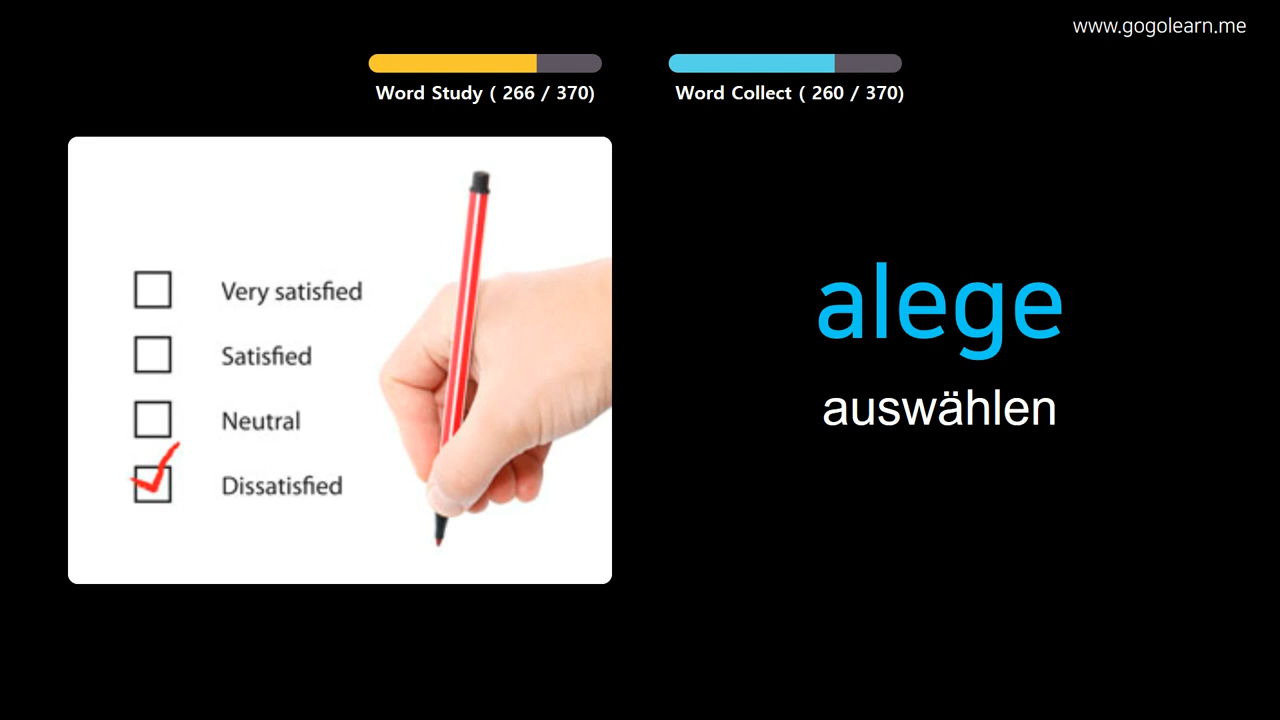 www.gogolearn.me
Word Study ( 266 / 370)
Word Collect ( 260 / 370)
Very satisfied
Satisfied
Neutral
Dissatisfied
alege
auswählen